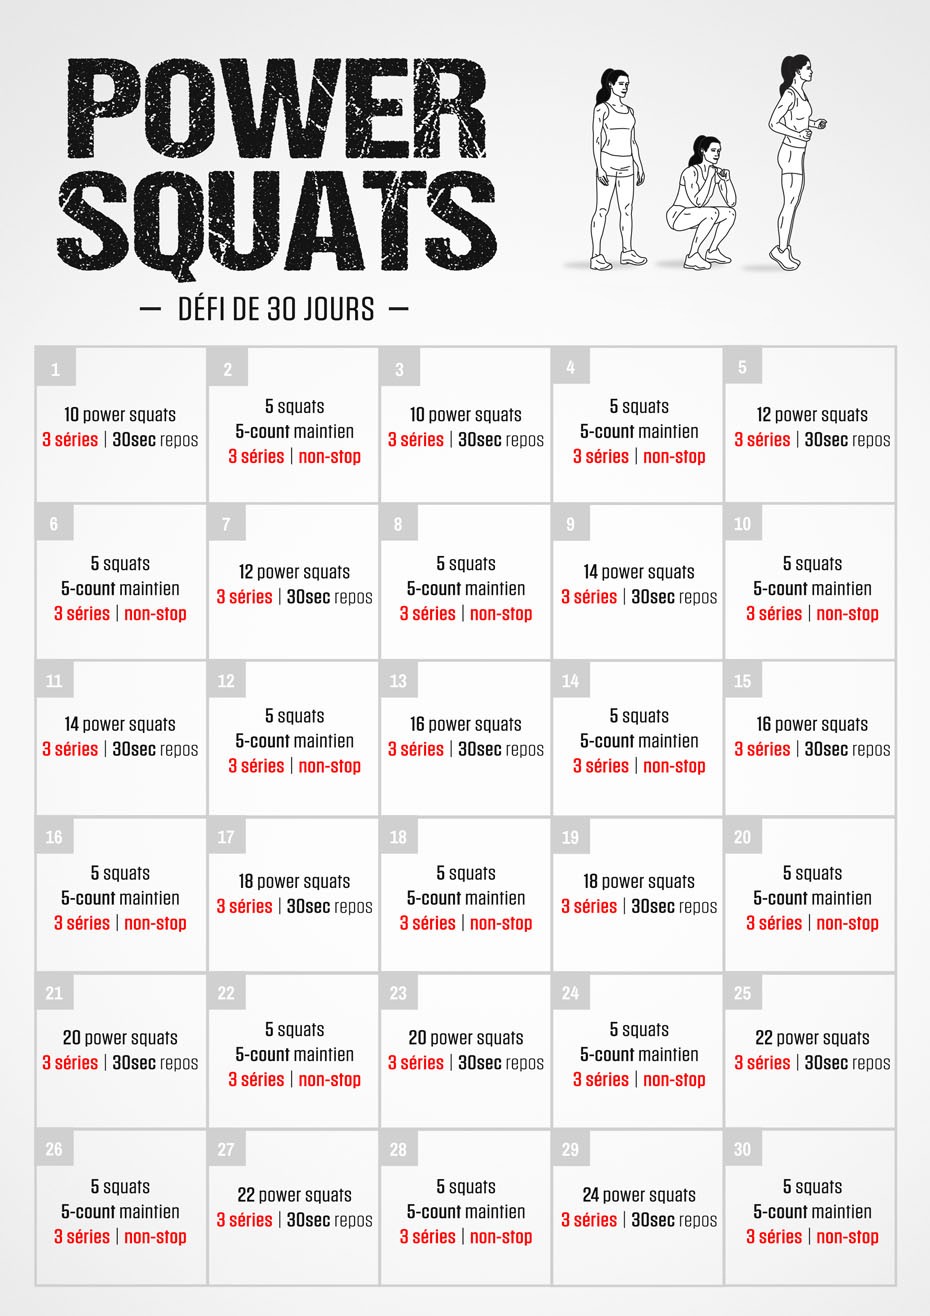 POWER
SQUATS
— DÉFI DE 30 JOURS —
1
10 power squats
3 séries | 30sec repos
2
5 squats
5-count maintien
3 séries | non-stop
3
10 power squats
3 séries | 30sec repos
4
5 squats
5-count maintien
3 séries | non-stop
5
12 power squats
3 séries | 30sec repos
6
5 squats
5-count maintien
3 séries | non-stop
7
12 power squats
3 séries | 30sec repos
8
5 squats
5-count maintien
3 séries | non-stop
9
14 power squats
3 séries | 30sec repos
10
5 squats
5-count maintien
3 séries | non-stop
11
14 power squats
3 séries | 30sec repos
12
5 squats
5-count maintien
3 séries | non-stop
13
16 power squats
3 séries | 30sec repos
14
5 squats
5-count maintien
3 séries | non-stop
15
16 power squats
3 séries | 30sec repos
16
5 squats
5-count maintien
3 séries | non-stop
17
18 power squats
3 séries | 30sec repos
18
5 squats
5-count maintien
3 séries | non-stop
19
18 power squats
3 séries | 30sec repos
20
5 squats
5-count maintien
3 séries | non-stop
21
20 power squats
3 séries | 30sec repos
22
5 squats
5-count maintien
3 séries | non-stop
23
20 power squats
3 séries | 30sec repos
24
5 squats
5-count maintien
3 séries | non-stop
25
22 power squats
3 séries | 30sec repos
26
5 squats
5-count maintien
3 séries | non-stop
27
22 power squats
3 séries | 30sec repos
28
5 squats
5-count maintien
3 séries | non-stop
29
24 power squats
3 séries | 30sec repos
30
5 squats
5-count maintien
3 séries | non-stop